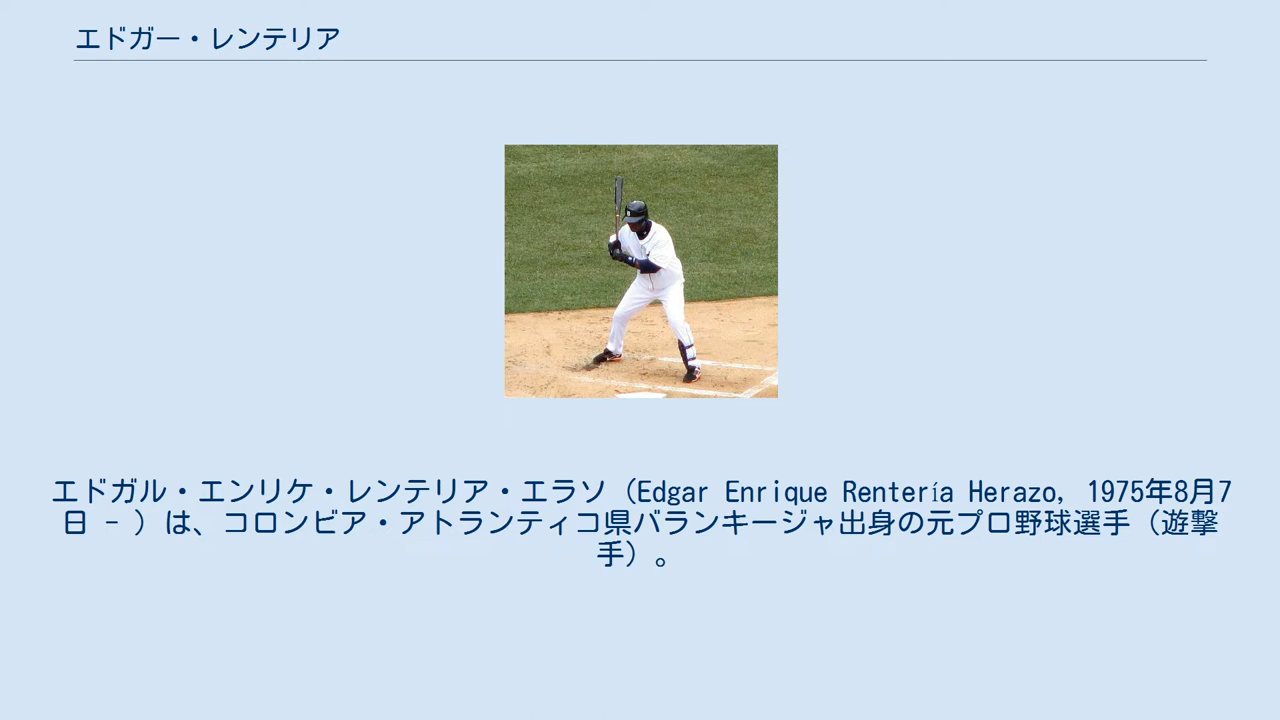 エドガー・レンテリア
エドガル・エンリケ・レンテリア・エラソ（Edgar Enrique Rentería Herazo, 1975年8月7
日 - ）は、コロンビア・アトランティコ県バランキージャ出身の元プロ野球選手（遊撃
手）。